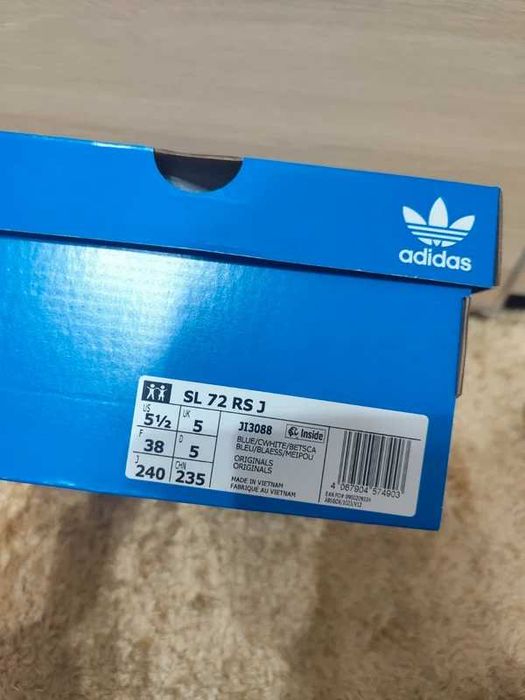 adidas
SL 72 RS J
US
5½
UK
5
F
38
D
5
J
240
CHN
235
JI3088
Inside
BLUE/CWHITE/BETSCA
BLEU/BLAESS/MEIPOU
ORIGINALS
ORIGINALS
MADE IN VIETNAM
FABRIQUE AU VIETNAM
4 067904 574903